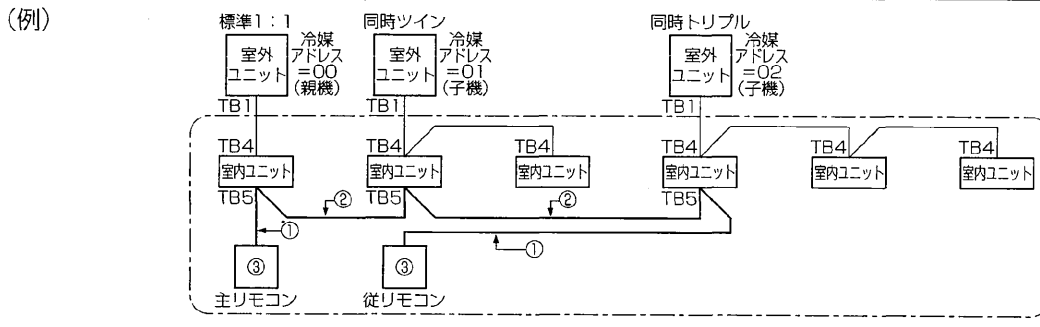 (例)
標準1：1
同時ツイン
同時トリプル
室外
ユニット
冷媒
アドレス
=00
(親機)
室外
ユニット
冷媒
アドレス
=01
(子機)
室外
ユニット
冷媒
アドレス
=02
(子機)
TB1
TB1
TB1
TB4
TB4
TB4
TB4
TB4
TB4
室内ユニット
室内ユニット
室内ユニット
室内ユニット
室内ユニット
室内ユニット
TB5
TB5
TB5
②
②
①
①
③
③
主リモコン
従リモコン